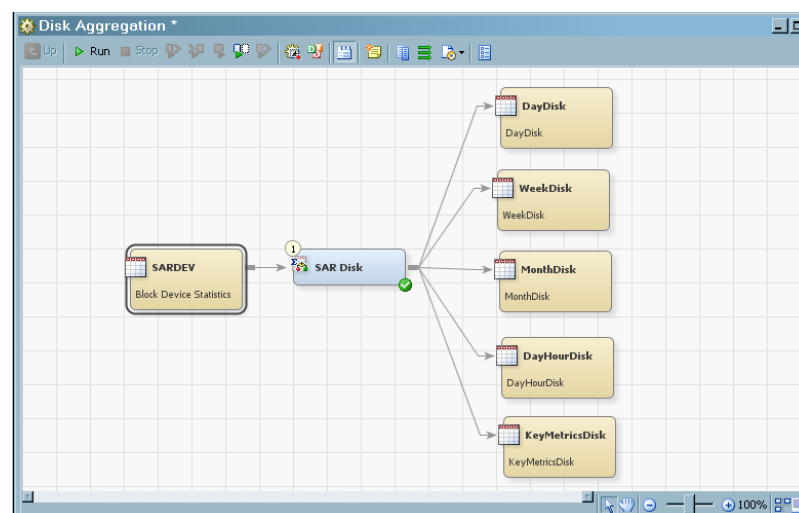 Disk Aggregation *
Up Run Stop
DayDisk
DayDisk
WeekDisk
WeekDisk
1
SARDEV
Block Device Statistics
SAR Disk
MonthDisk
MonthDisk
DayHourDisk
DayHourDisk
KeyMetricsDisk
KeyMetricsDisk
100%